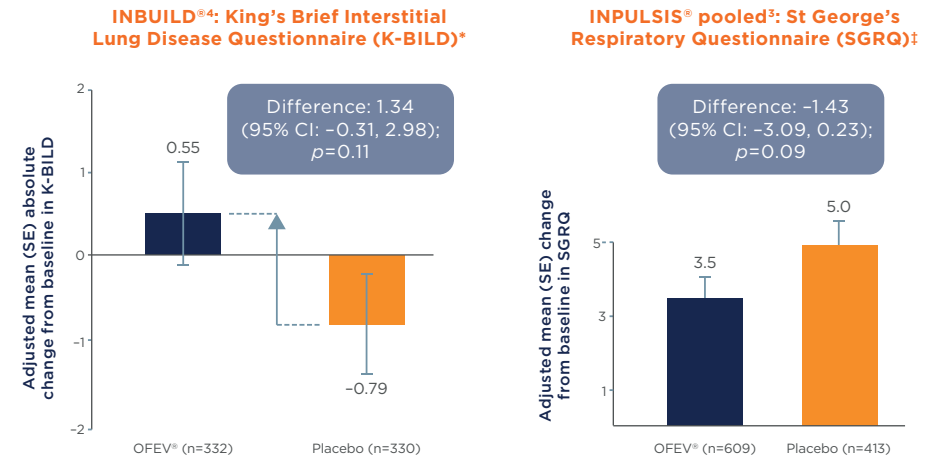 INBUILD®⁴: King’s Brief Interstitial
Lung Disease Questionnaire (K-BILD)*
Difference: 1.34
(95% CI: –0.31, 2.98);
p=0.11
Adjusted mean (SE) absolute
change from baseline in K-BILD
2
1
0
–1
–2
0.55
–0.79
OFEV® (n=332)
Placebo (n=330)
INPULSIS® pooled³: St George’s
Respiratory Questionnaire (SGRQ)‡
Difference: –1.43
(95% CI: –3.09, 0.23);
p=0.09
Adjusted mean (SE) change
from baseline in SGRQ
5
3
1
3.5
5.0
OFEV® (n=609)
Placebo (n=413)